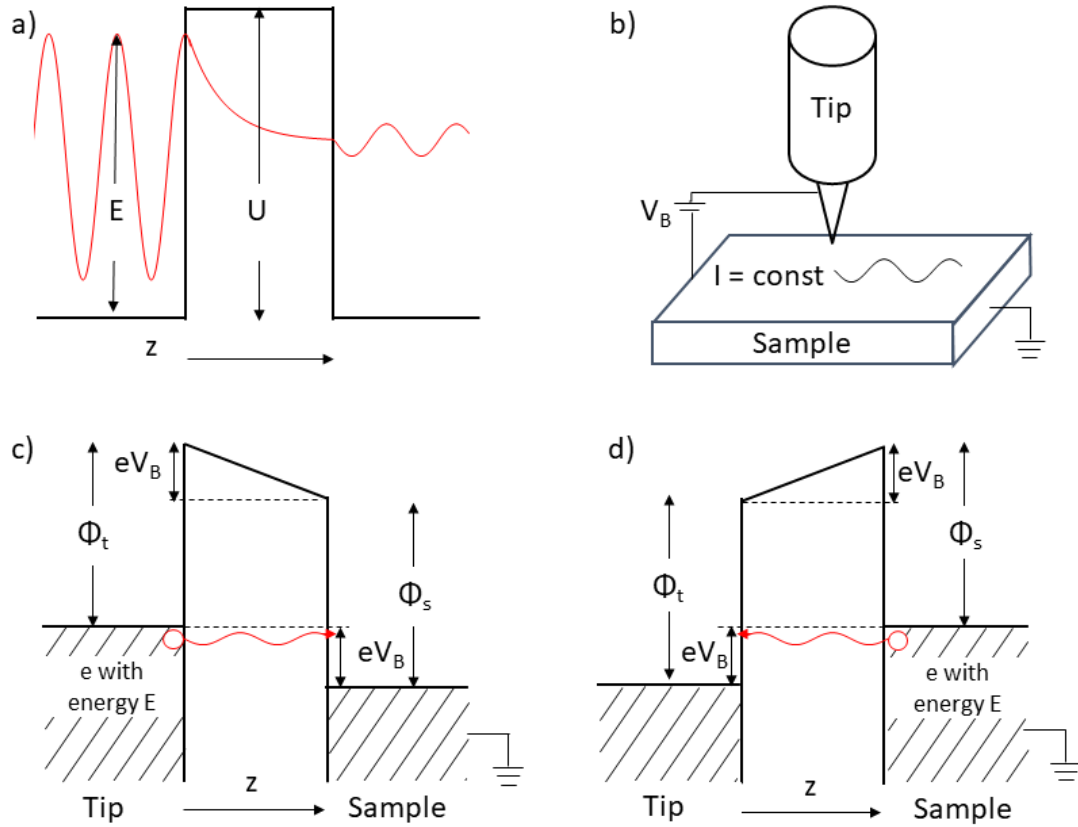 a)
E
U
z
b)
Tip
V_B
I = const
Sample
c)
eV_B
Φ_t
Φ_s
eV_B
e with
energy E
z
Tip
Sample
d)
eV_B
Φ_s
Φ_t
eV_B
e with
energy E
z
Tip
Sample